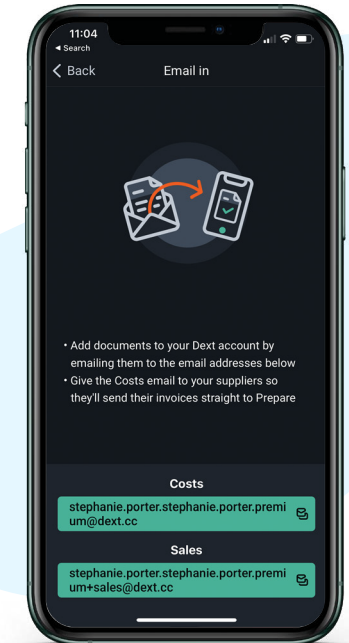 11:04
◂ Search
Back
Email in
• Add documents to your Dext account by
emailing them to the email addresses below
• Give the Costs email to your suppliers so
they'll send their invoices straight to Prepare
Costs
stephanie.porter.stephanie.porter.premi
um@dext.cc
Sales
stephanie.porter.stephanie.porter.premi
um+sales@dext.cc